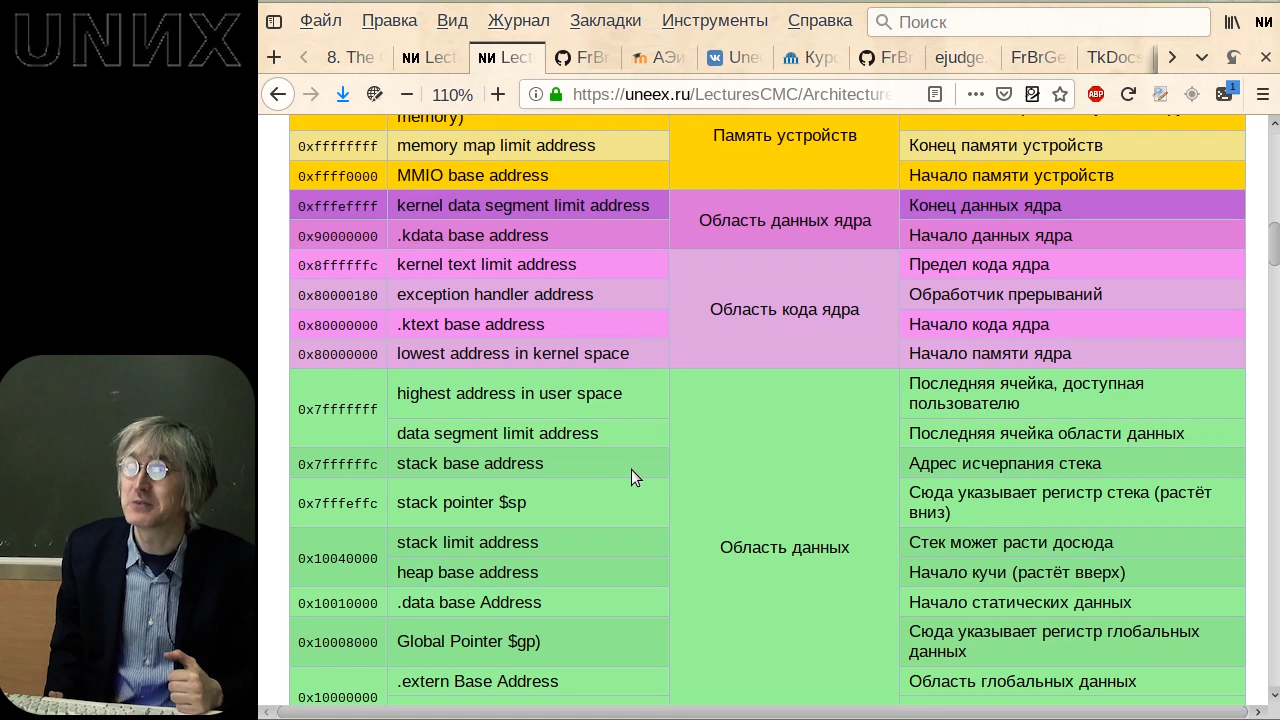 UNИX
Файл Правка Вид Журнал Закладки Инструменты Справка Поиск
8. The Lect Lect FrBr АЭи Une Курс FrBr ejudge FrBrGe TkDocs
110% https://uneex.ru/LecturesCMC/Architecture ABP 1
memory) Память устройств
0xffffffff memory map limit address Конец памяти устройств
0xffff0000 MMIO base address Начало памяти устройств
0xfffeffff kernel data segment limit address Область данных ядра Конец данных ядра
0x90000000 .kdata base address Начало данных ядра
0x8ffffffc kernel text limit address Область кода ядра Предел кода ядра
0x80000180 exception handler address Обработчик прерываний
0x80000000 .ktext base address Начало кода ядра
0x80000000 lowest address in kernel space Начало памяти ядра
0x7fffffff highest address in user space Область данных Последняя ячейка, доступная
пользователю
data segment limit address Последняя ячейка области данных
0x7ffffffc stack base address Адрес исчерпания стека
0x7fffeffc stack pointer $sp Сюда указывает регистр стека (растёт
вниз)
0x10040000 stack limit address Стек может расти досюда
heap base address Начало кучи (растёт вверх)
0x10010000 .data base Address Начало статических данных
0x10008000 Global Pointer $gp) Сюда указывает регистр глобальных
данных
0x10000000 .extern Base Address Область глобальных данных